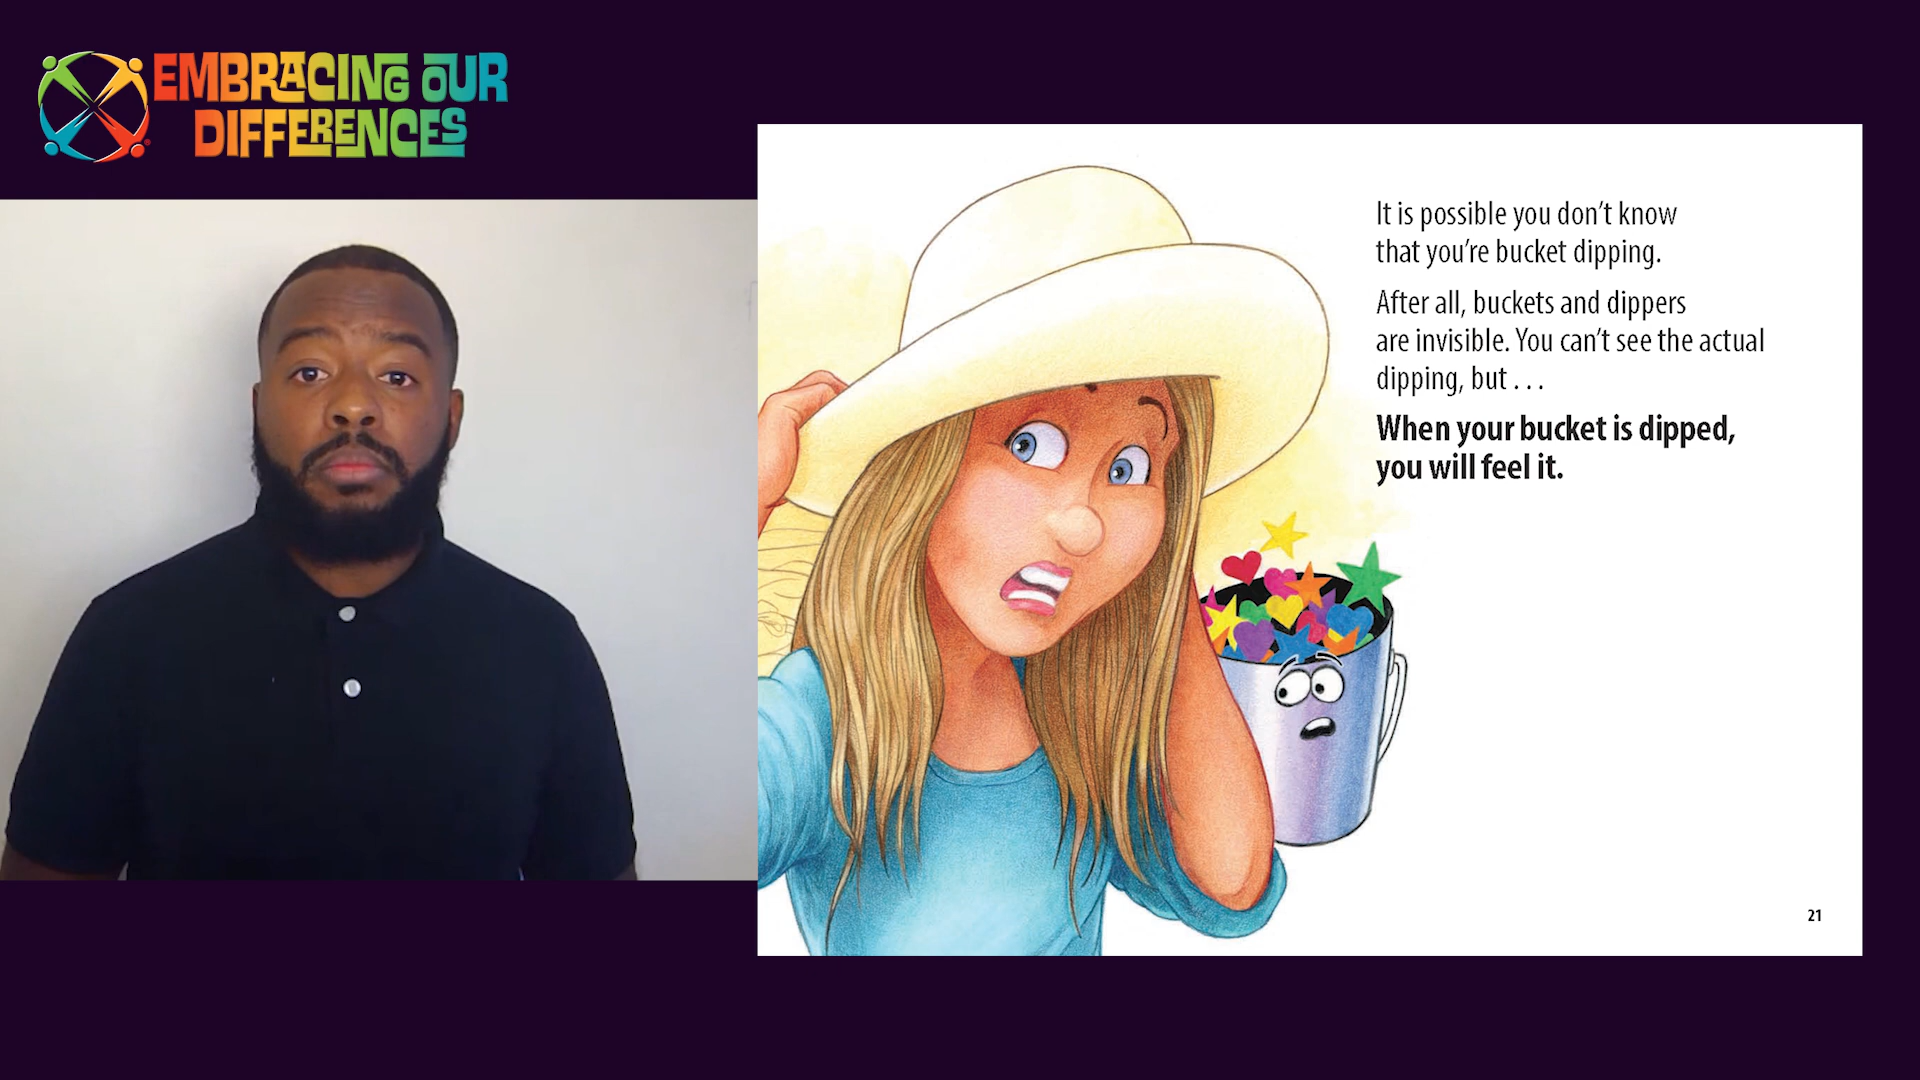 EMBRACING OUR
DIFFERENCES
It is possible you don't know
that you're bucket dipping.
After all, buckets and dippers
are invisible. You can't see the actual
dipping, but . . .
When your bucket is dipped,
you will feel it.
21